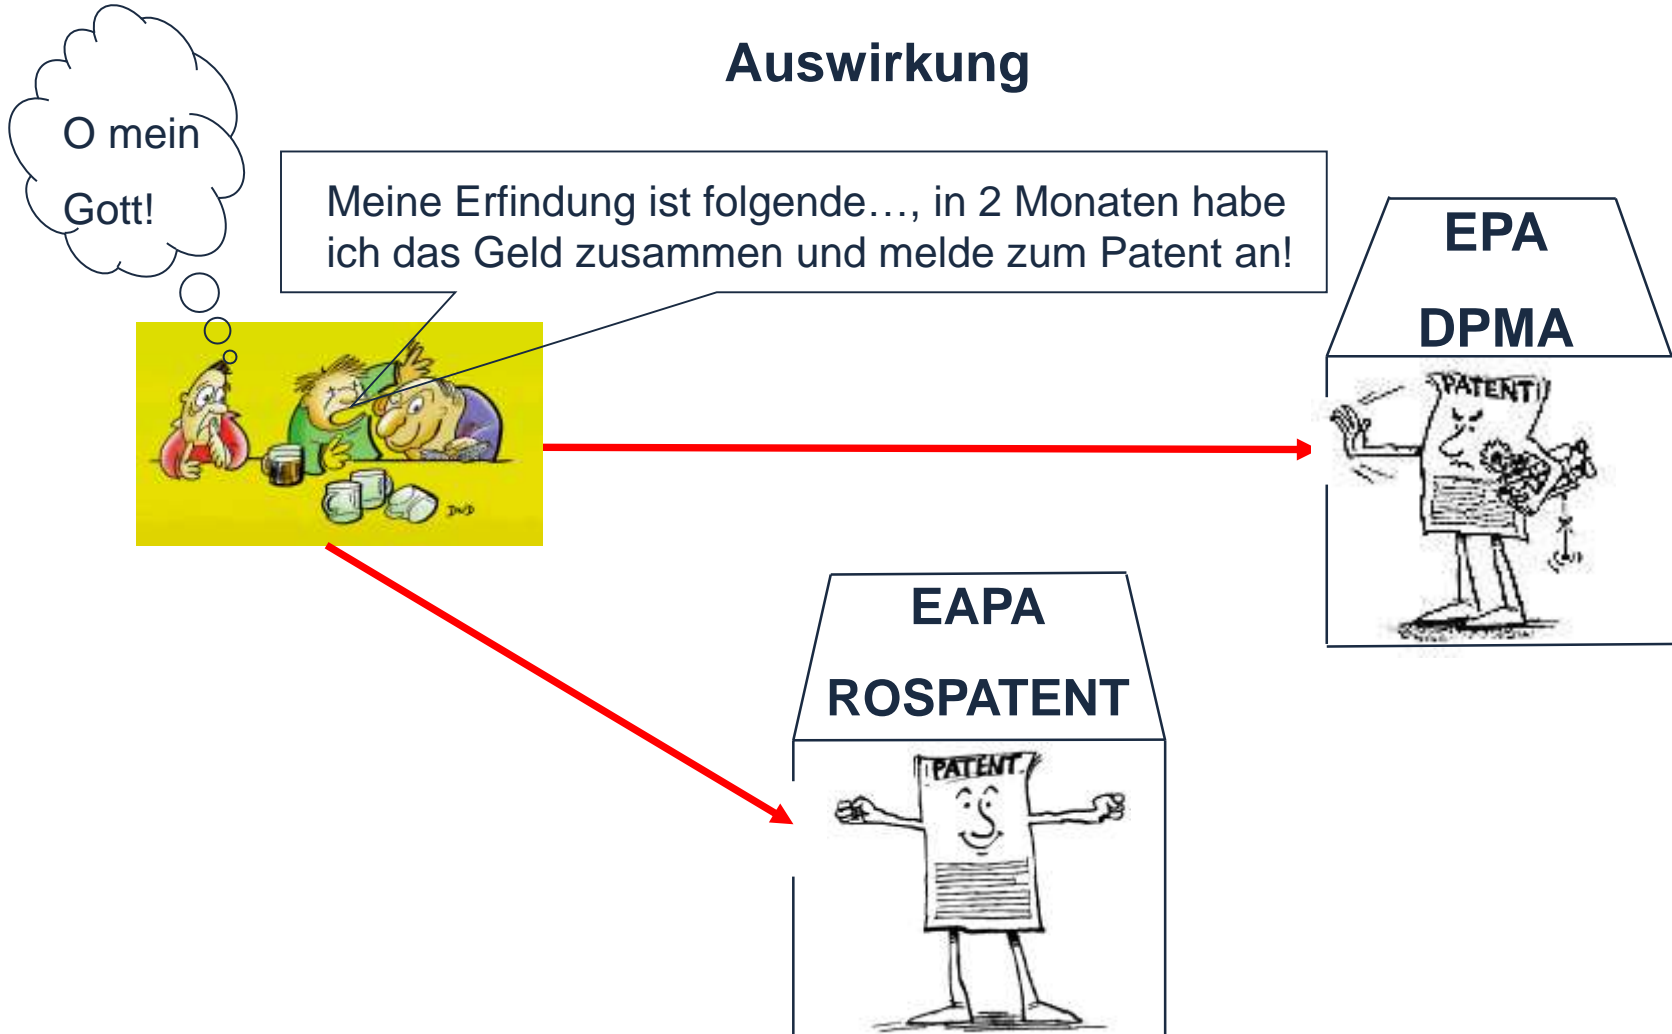 Auswirkung
O mein
Gott!
Meine Erfindung ist folgende…, in 2 Monaten habe
ich das Geld zusammen und melde zum Patent an!
EPA
DPMA
PATENT
DWD
EAPA
ROSPATENT
PATENT